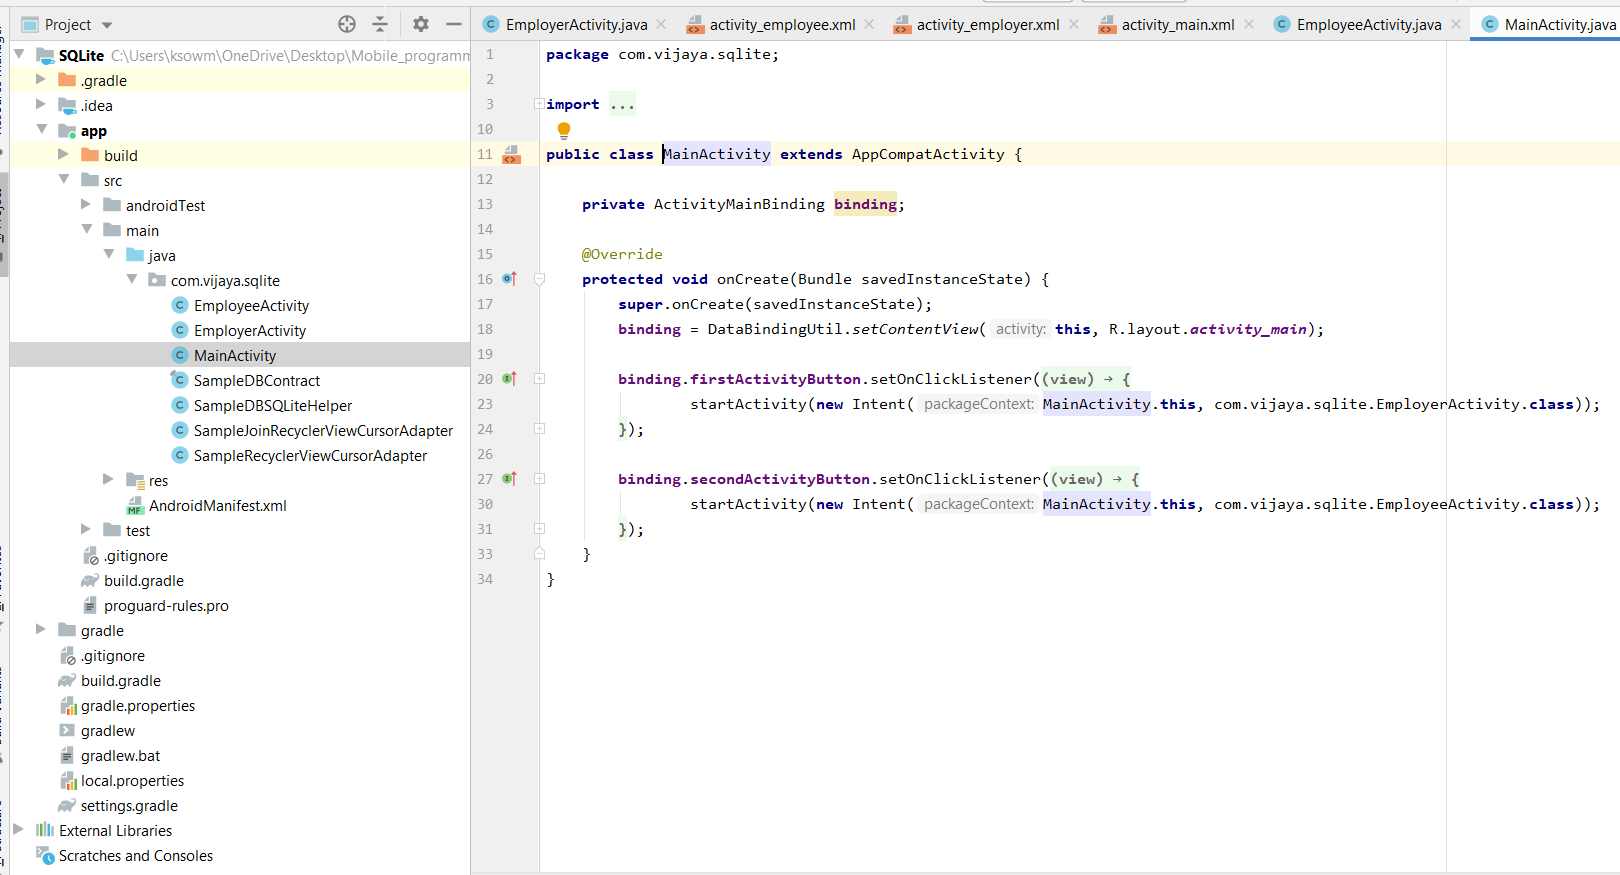 Project
EmployerActivity.java
activity_employee.xml
activity_employer.xml
activity_main.xml
EmployeeActivity.java
MainActivity.java
SQLite C:\Users\ksowm\OneDrive\Desktop\Mobile_programm
.gradle
.idea
app
build
src
androidTest
main
java
com.vijaya.sqlite
EmployeeActivity
EmployerActivity
MainActivity
SampleDBContract
SampleDBSQLiteHelper
SampleJoinRecyclerViewCursorAdapter
SampleRecyclerViewCursorAdapter
res
AndroidManifest.xml
test
.gitignore
build.gradle
proguard-rules.pro
gradle
.gitignore
build.gradle
gradle.properties
gradlew
gradlew.bat
local.properties
settings.gradle
External Libraries
Scratches and Consoles
1 package com.vijaya.sqlite;
2
3 import ...
10
11 public class MainActivity extends AppCompatActivity {
12
13 private ActivityMainBinding binding;
14
15 @Override
16 protected void onCreate(Bundle savedInstanceState) {
17 super.onCreate(savedInstanceState);
18 binding = DataBindingUtil.setContentView( activity: this, R.layout.activity_main);
19
20 binding.firstActivityButton.setOnClickListener((view) → {
23 startActivity(new Intent( packageContext: MainActivity.this, com.vijaya.sqlite.EmployerActivity.class));
24 });
26
27 binding.secondActivityButton.setOnClickListener((view) → {
30 startActivity(new Intent( packageContext: MainActivity.this, com.vijaya.sqlite.EmployeeActivity.class));
31 });
33 }
34 }